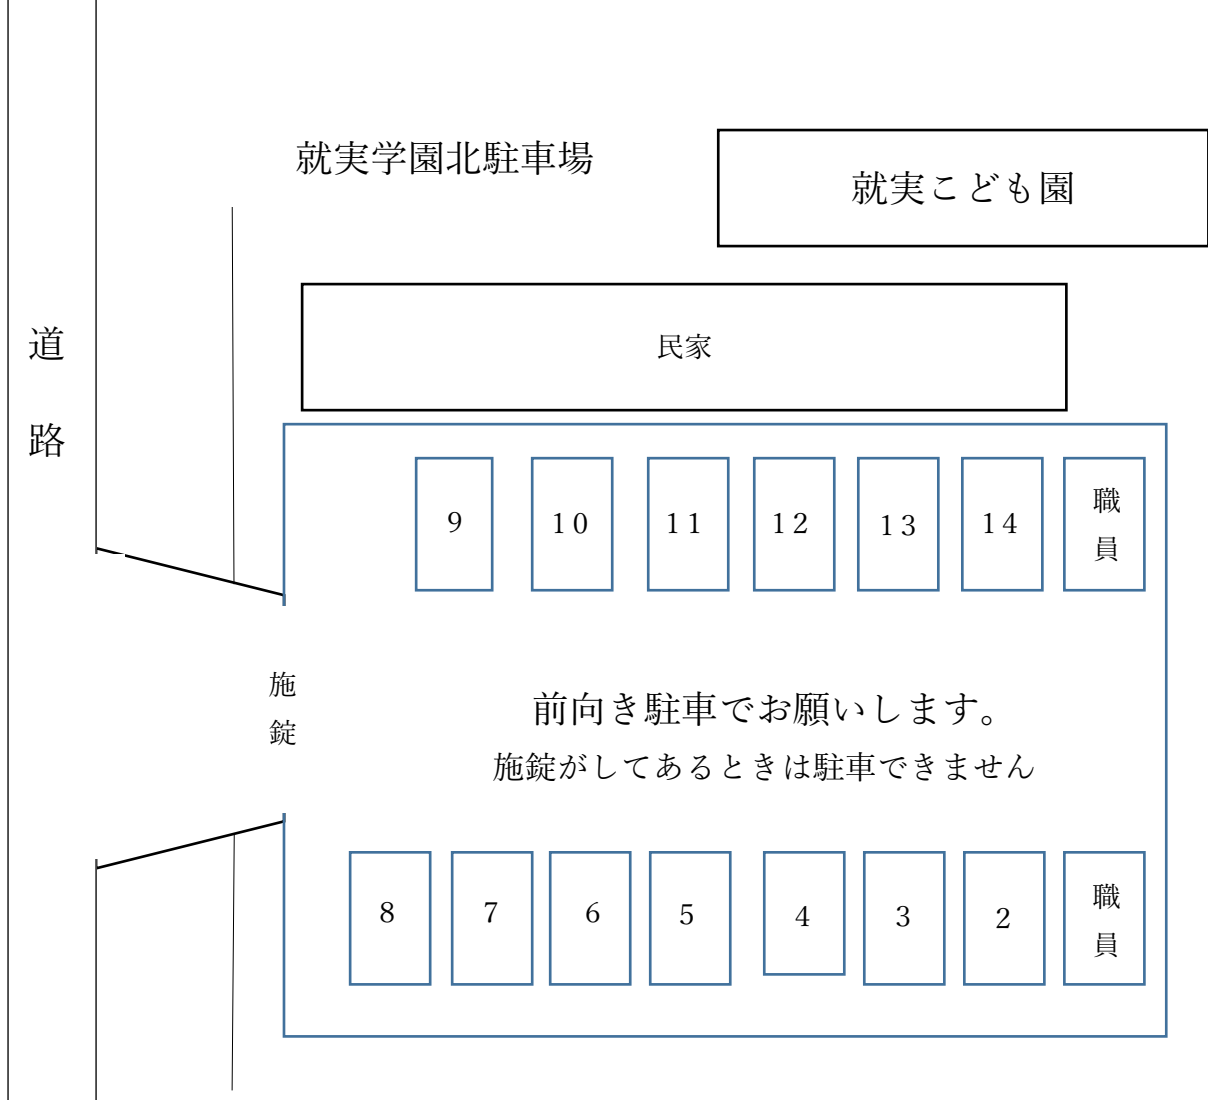 就実学園北駐車場
就実こども園
民家
道
路
9
10
11
12
13
14
職
員
施
錠
前向き駐車でお願いします。
施錠がしてあるときは駐車できません
8
7
6
5
4
3
2
職
員